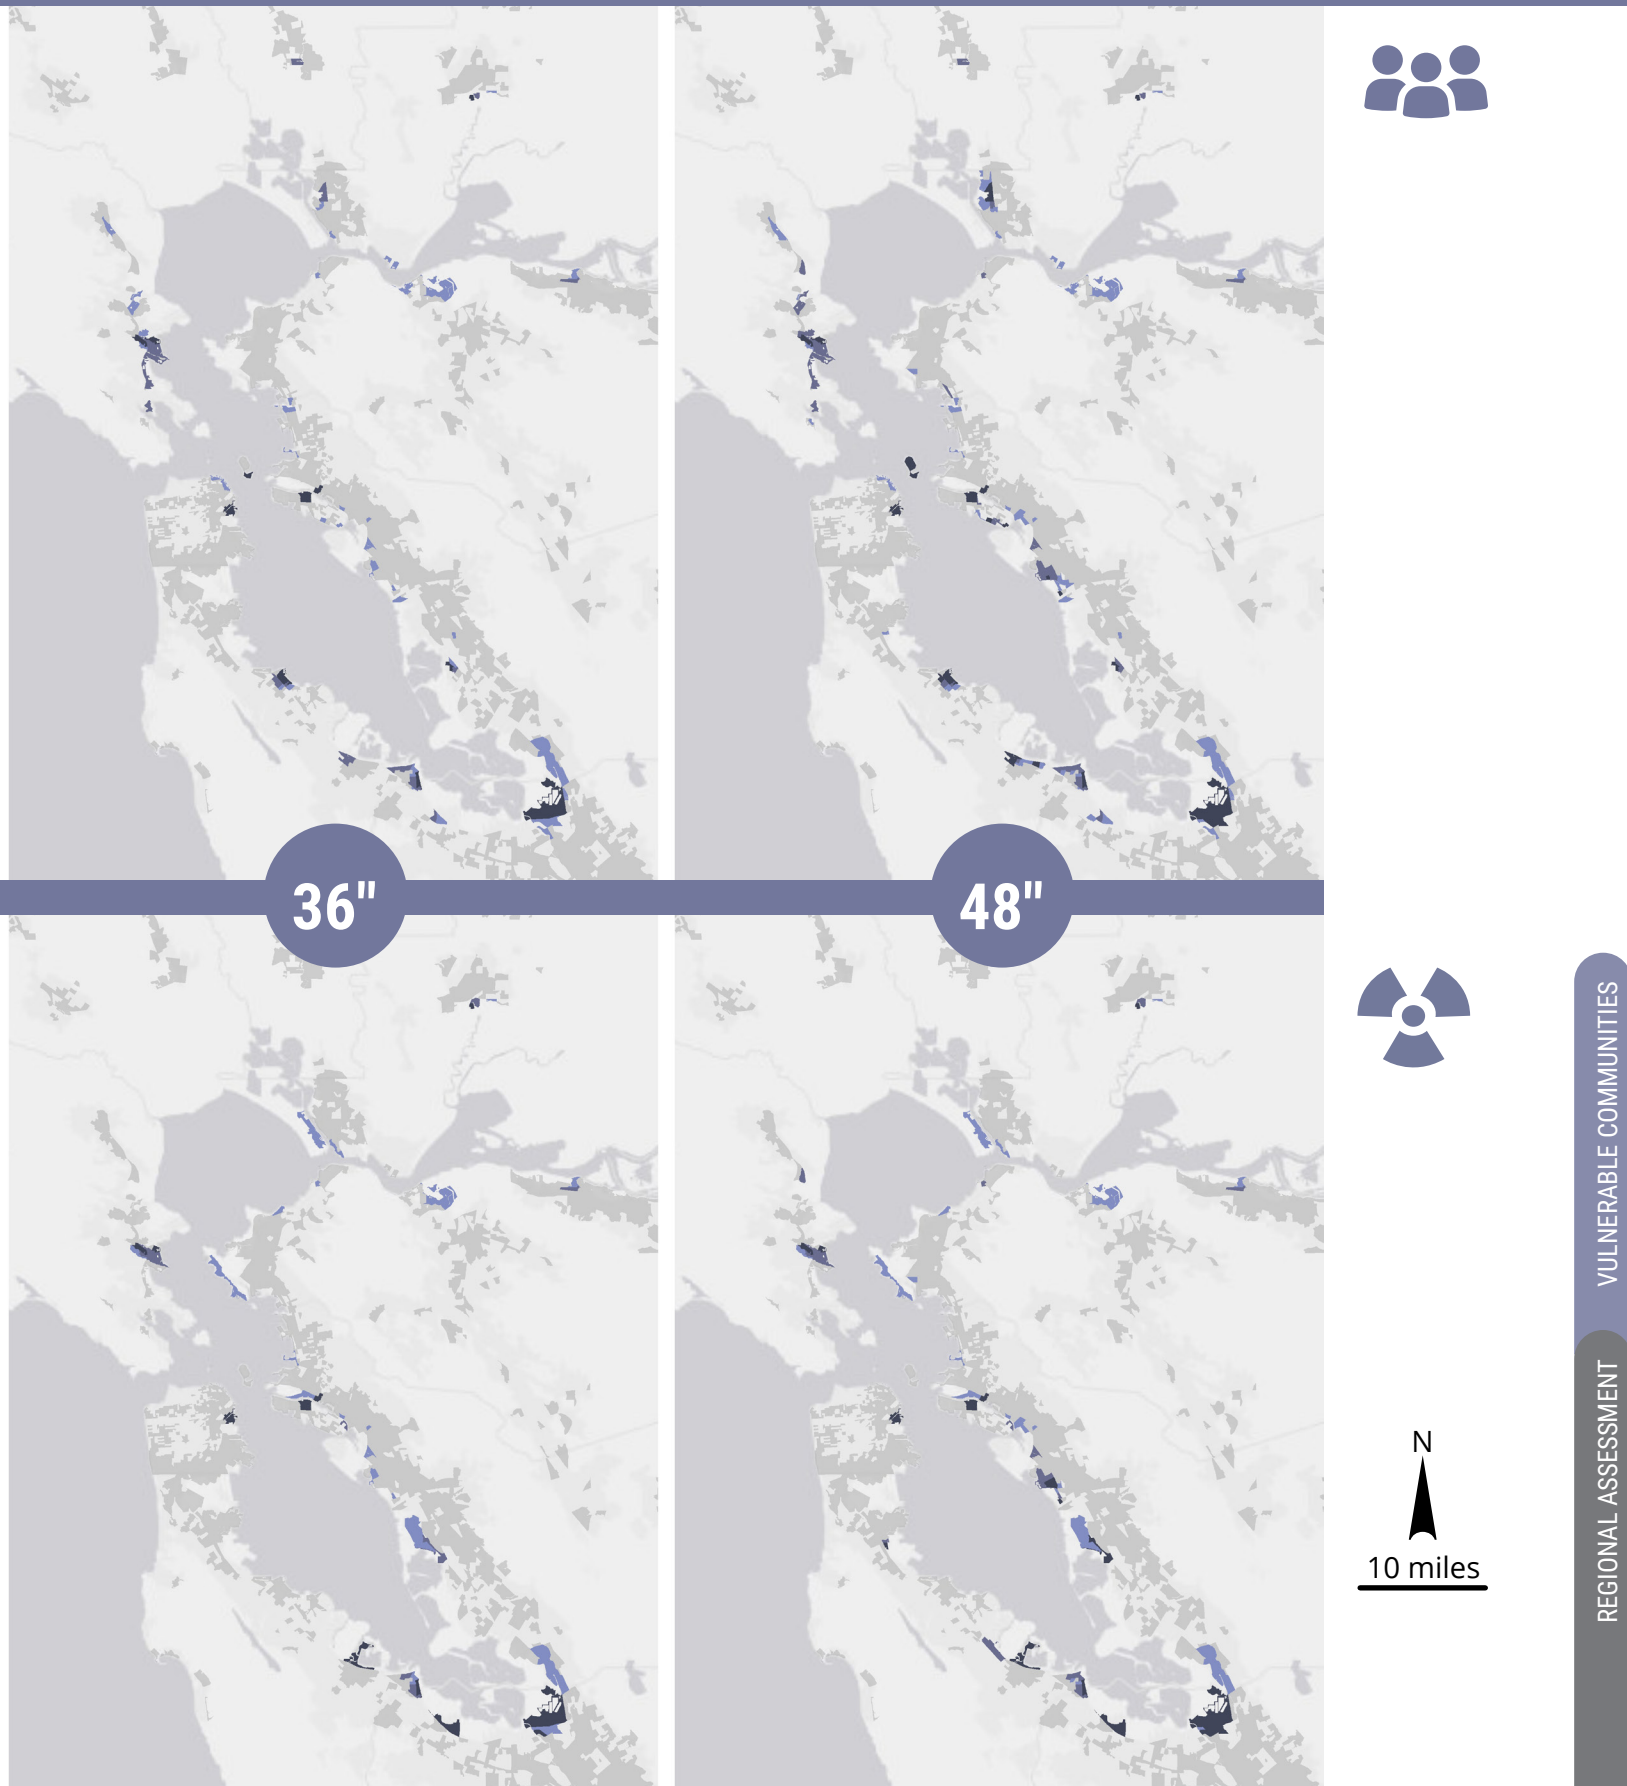 36"
48"
VULNERABLE COMMUNITIES
REGIONAL ASSESSMENT
N
10 miles